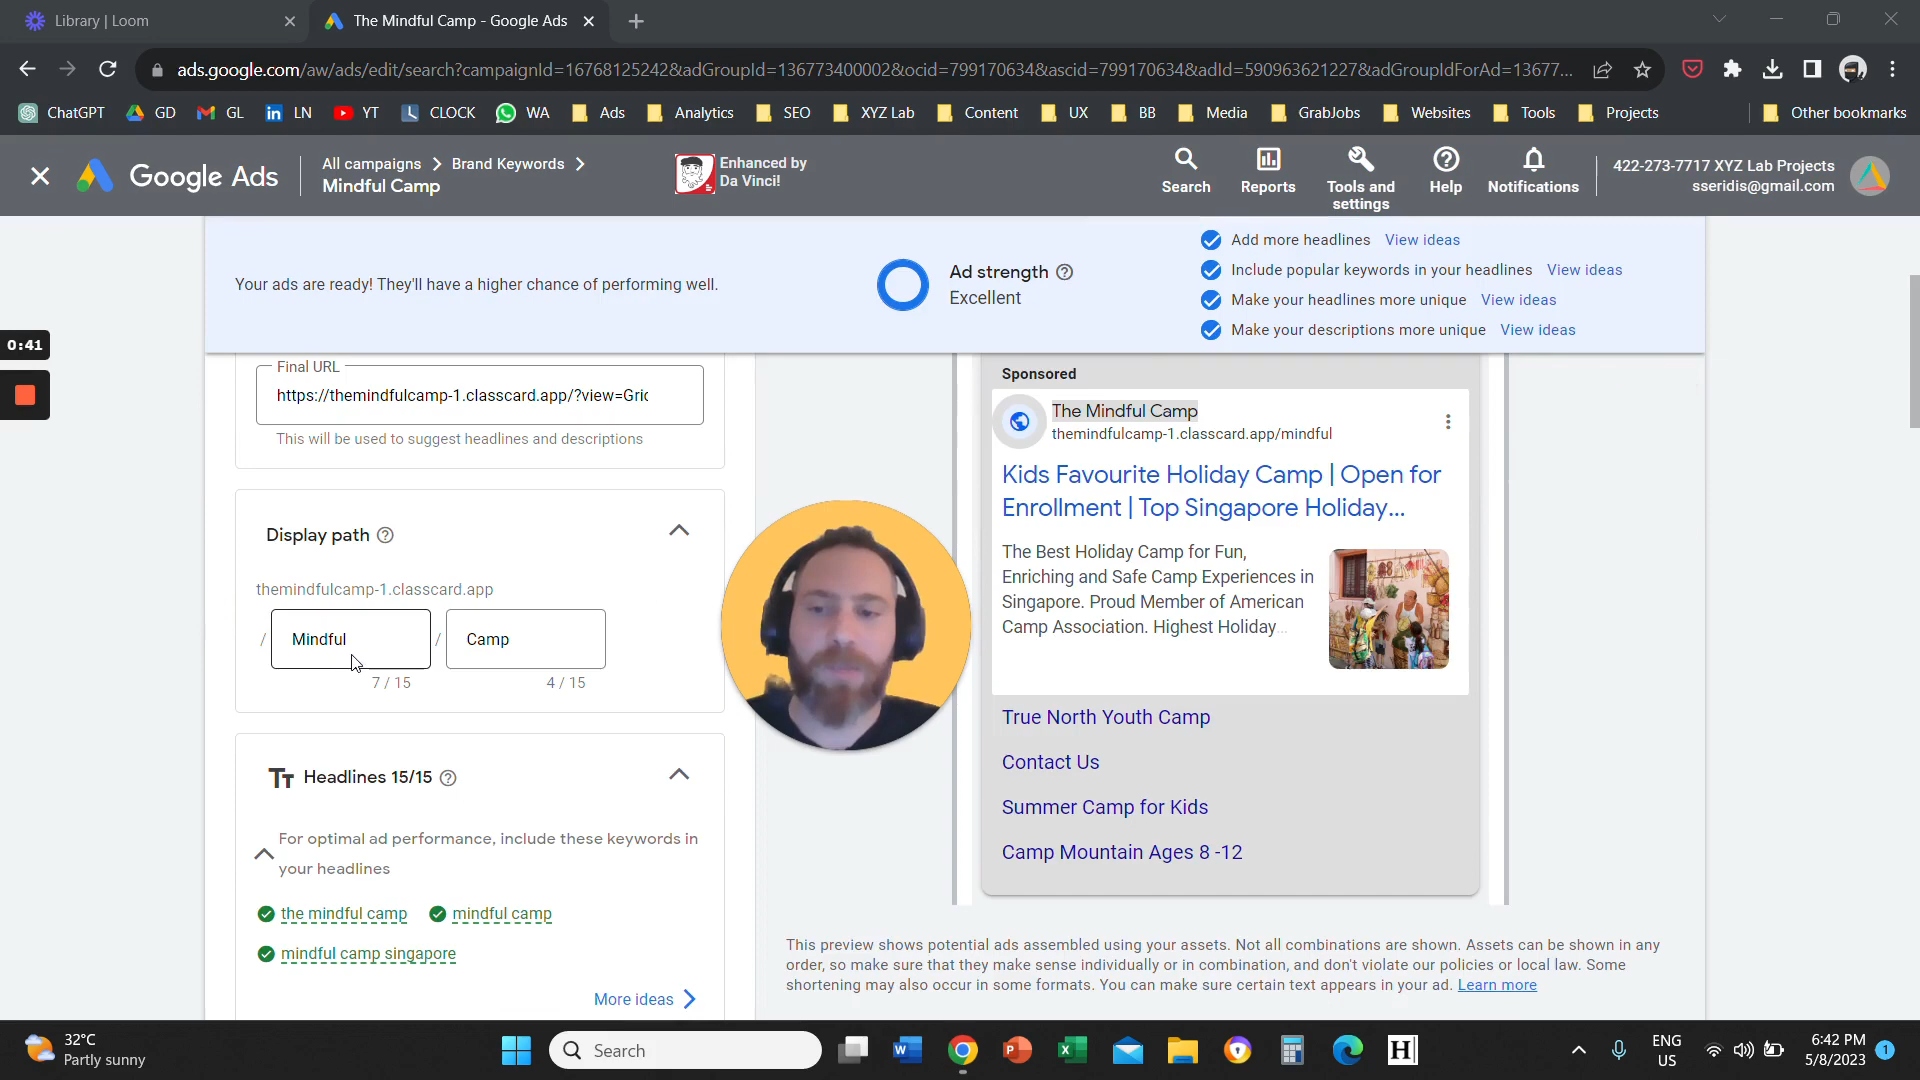 Library | Loom
The Mindful Camp - Google Ads
ads.google.com/aw/ads/edit/search?campaignId=16768125242&adGroupId=136773400002&ocid=799170634&ascid=799170634&adId=590963621227&adGroupIdForAd=13677...
ChatGPT GD GL LN YT CLOCK WA Ads Analytics SEO XYZ Lab Content UX BB Media GrabJobs Websites Tools Projects Other bookmarks
Google Ads
All campaigns > Brand Keywords >
Mindful Camp
Enhanced by
Da Vinci!
Search
Reports
Tools and
settings
Help
Notifications
422-273-7717 XYZ Lab Projects
sseridis@gmail.com
Your ads are ready! They'll have a higher chance of performing well.
Ad strength
Excellent
Add more headlines View ideas
Include popular keywords in your headlines View ideas
Make your headlines more unique View ideas
Make your descriptions more unique View ideas
0:41
Final URL
https://themindfulcamp-1.classcard.app/?view=Gric
This will be used to suggest headlines and descriptions
Display path
themindfulcamp-1.classcard.app
/ Mindful / Camp
7 / 15 4 / 15
Headlines 15/15
For optimal ad performance, include these keywords in
your headlines
the mindful camp mindful camp
mindful camp singapore
More ideas
Sponsored
The Mindful Camp
themindfulcamp-1.classcard.app/mindful
Kids Favourite Holiday Camp | Open for
Enrollment | Top Singapore Holiday...
The Best Holiday Camp for Fun,
Enriching and Safe Camp Experiences in
Singapore. Proud Member of American
Camp Association. Highest Holiday...
True North Youth Camp
Contact Us
Summer Camp for Kids
Camp Mountain Ages 8 -12
This preview shows potential ads assembled using your assets. Not all combinations are shown. Assets can be shown in any
order, so make sure that they make sense individually or in combination, and don't violate our policies or local law. Some
shortening may also occur in some formats. You can make sure certain text appears in your ad. Learn more
32°C
Partly sunny
Search
ENG
US
6:42 PM
5/8/2023
1